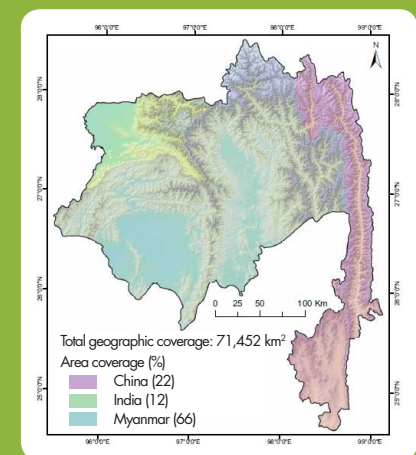 96°0'0"E 97°0'0"E 98°0'0"E 99°0'0"E
N
28°0'0"N 28°0'0"N
27°0'0"N 27°0'0"N
26°0'0"N 26°0'0"N
25°0'0"N 25°0'0"N
0 25 50 100 Km
Total geographic coverage: 71,452 km²
Area coverage (%)
China (22)
India (12)
Myanmar (66)
96°0'0"E 97°0'0"E 98°0'0"E 99°0'0"E